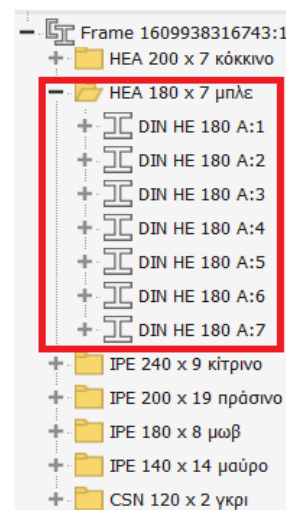 Frame 1609938316743:1
HEA 200 x 7 κόκκινο
HEA 180 x 7 μπλε
DIN HE 180 A:1
DIN HE 180 A:2
DIN HE 180 A:3
DIN HE 180 A:4
DIN HE 180 A:5
DIN HE 180 A:6
DIN HE 180 A:7
IPE 240 x 9 κίτρινο
IPE 200 x 19 πράσινο
IPE 180 x 8 μωβ
IPE 140 x 14 μαύρο
CSN 120 x 2 γκρι